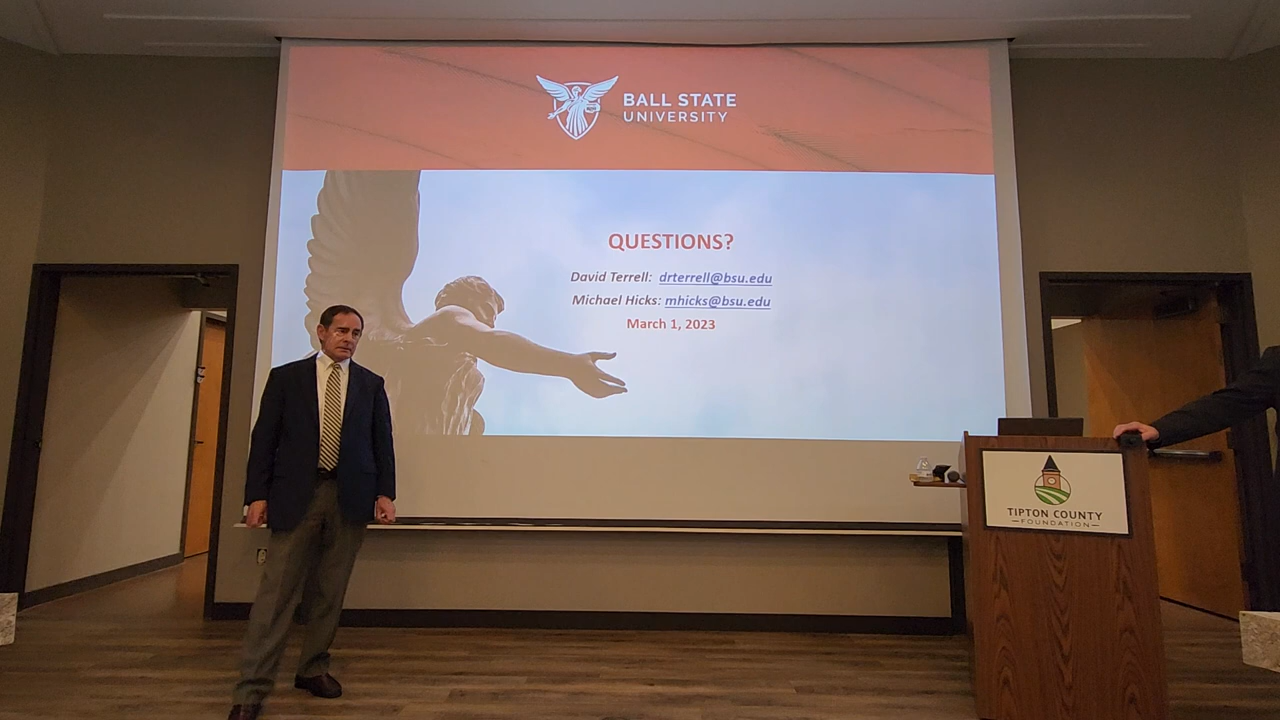 BALL STATE
UNIVERSITY
QUESTIONS?
David Terrell: drterrell@bsu.edu
Michael Hicks: mhicks@bsu.edu
March 1, 2023
TIPTON COUNTY
FOUNDATION